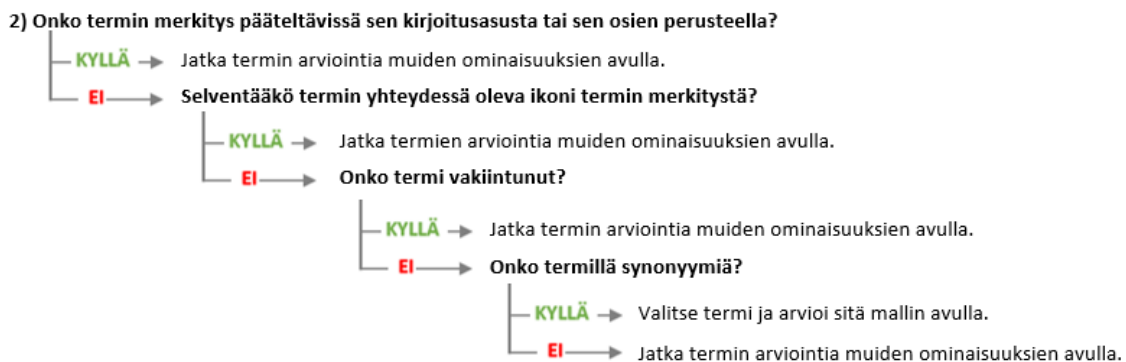 2) Onko termin merkitys pääteltävissä sen kirjoitusasusta tai sen osien perusteella?
KYLLÄ Jatka termin arviointia muiden ominaisuuksien avulla.
EI Selventääkö termin yhteydessä oleva ikoni termin merkitystä?
KYLLÄ Jatka termien arviointia muiden ominaisuuksien avulla.
EI Onko termi vakiintunut?
KYLLÄ Jatka termin arviointia muiden ominaisuuksien avulla.
EI Onko termillä synonyymiä?
KYLLÄ Valitse termi ja arvioi sitä mallin avulla.
EI Jatka termin arviointia muiden ominaisuuksien avulla.